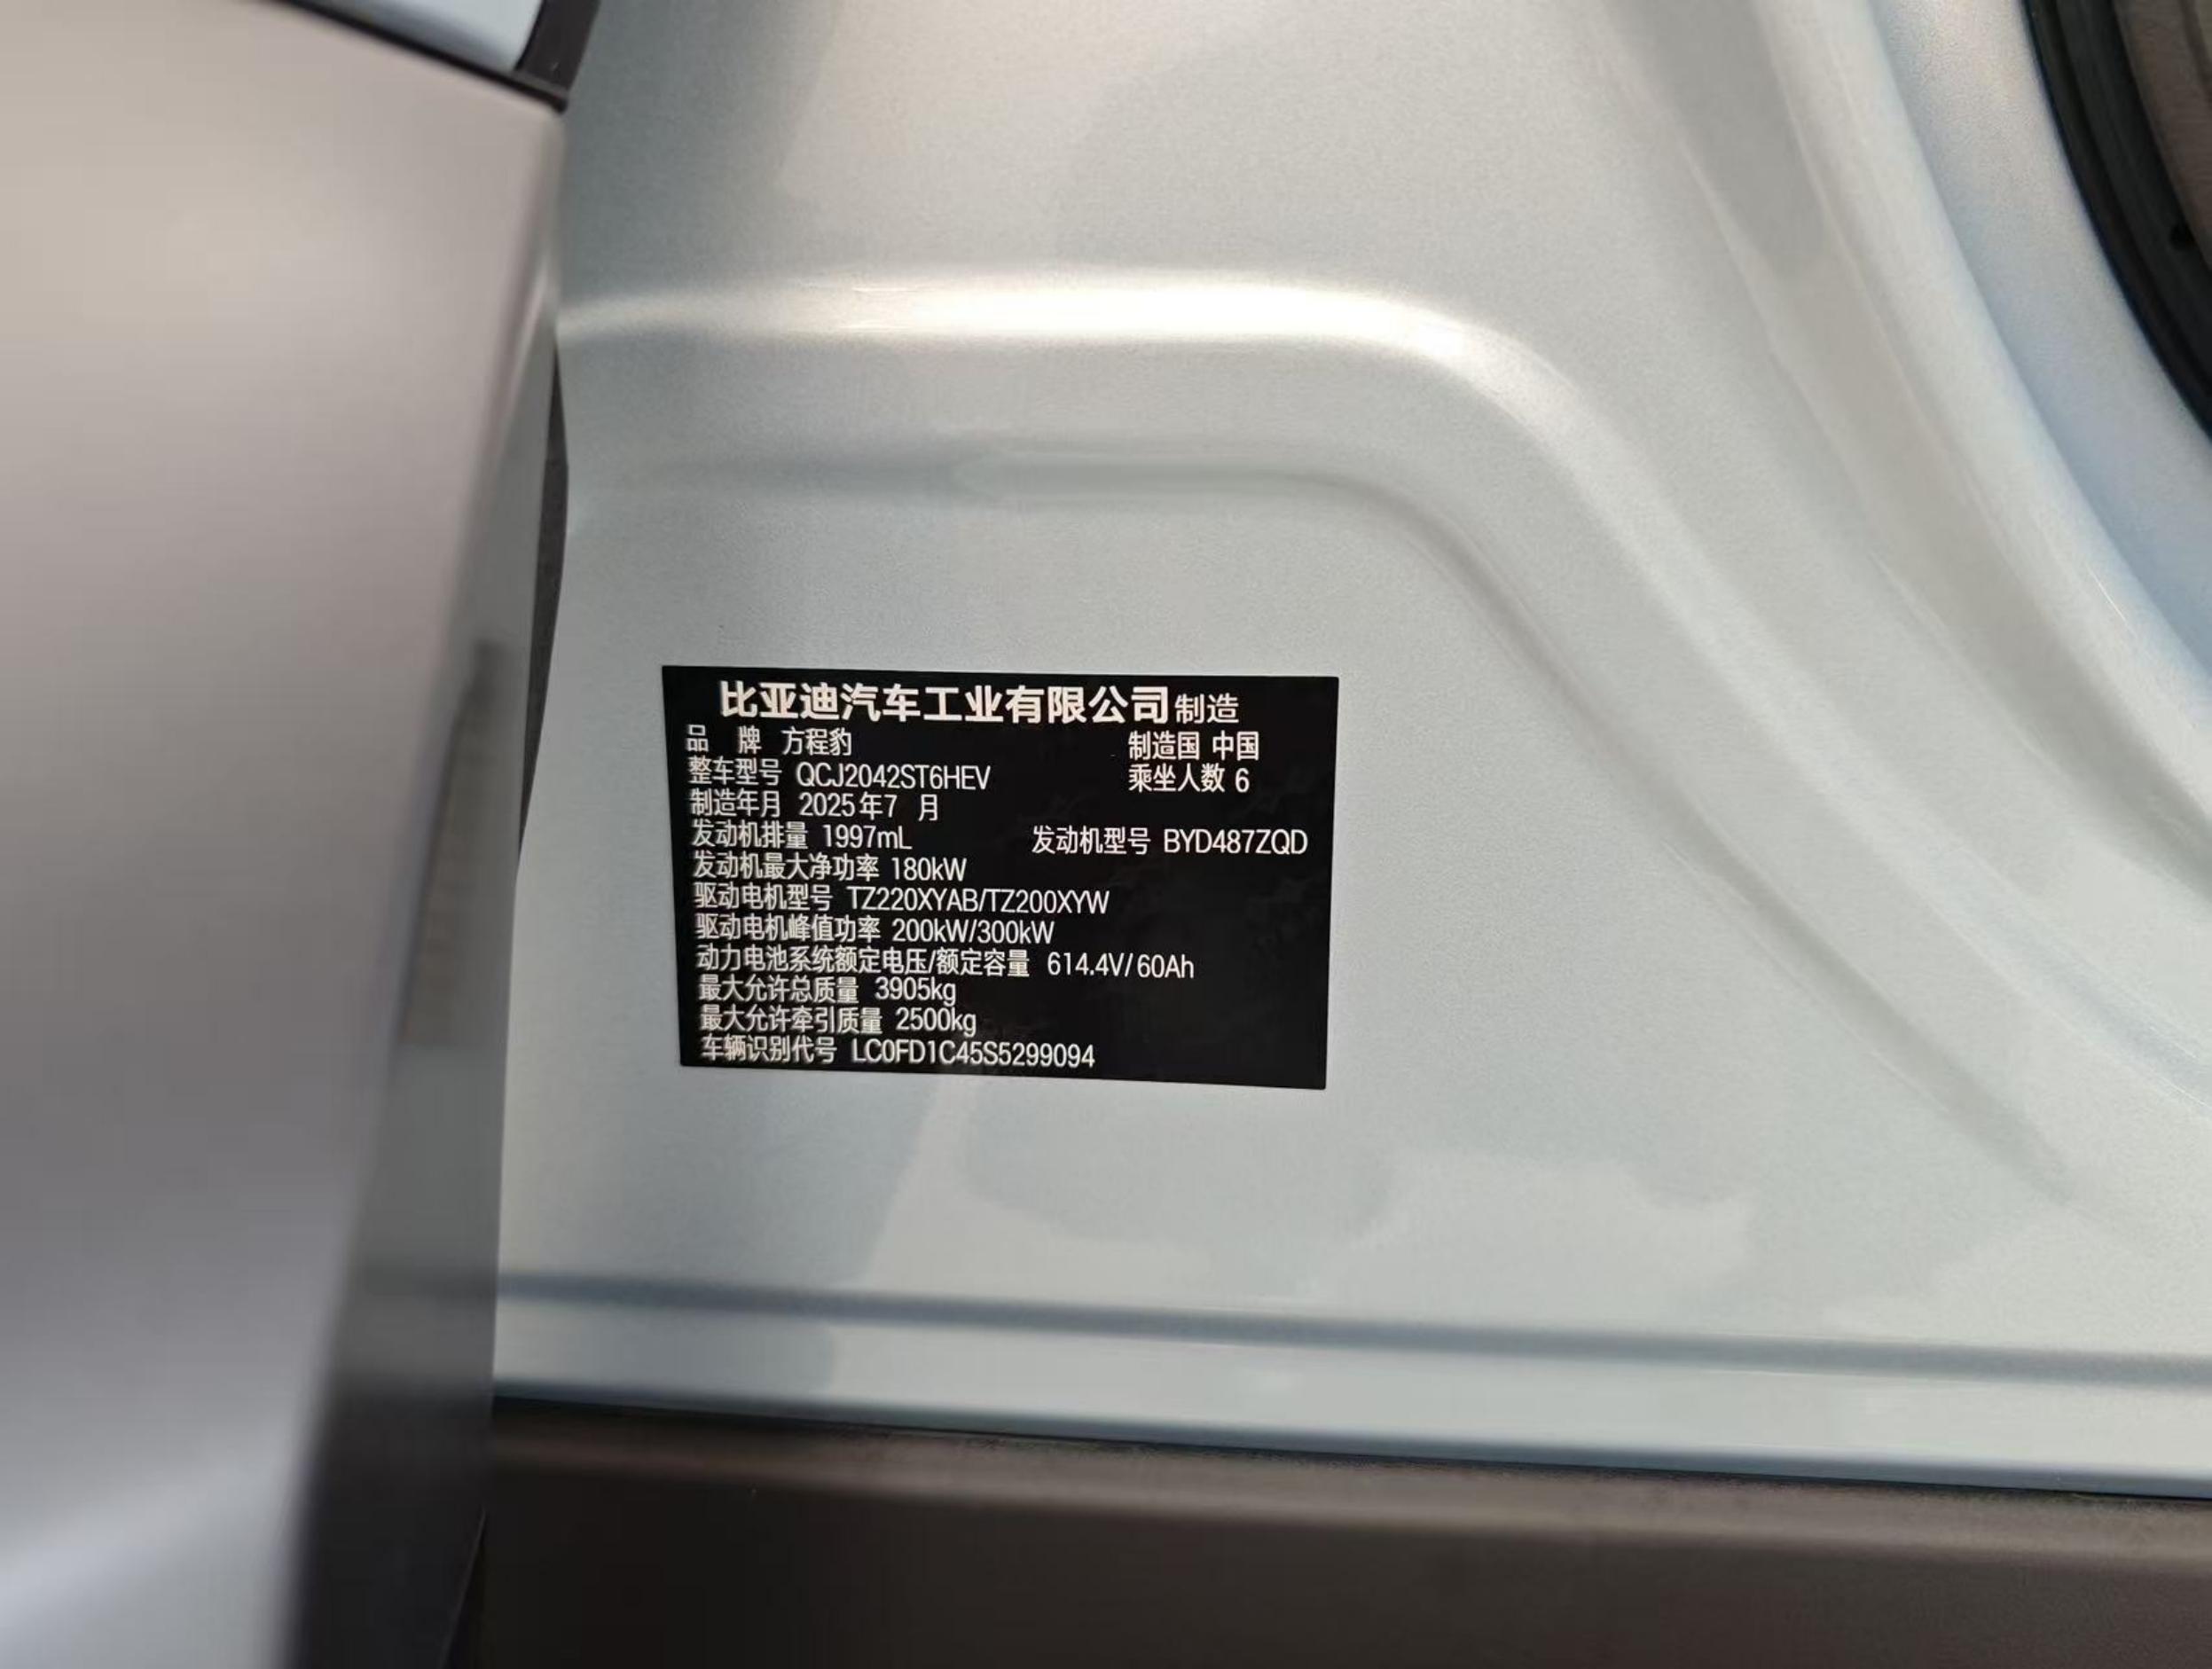 比亚迪汽车工业有限公司制造
品 牌 方程豹 制造国 中国
整车型号 QCJ2042ST6HEV 乘坐人数 6
制造年月 2025年7 月
发动机排量 1997mL 发动机型号 BYD487ZQD
发动机最大净功率 180kW
驱动电机型号 TZ220XYAB/TZ200XYW
驱动电机峰值功率 200kW/300kW
动力电池系统额定电压/额定容量 614.4V/60Ah
最大允许总质量 3905kg
最大允许牵引质量 2500kg
车辆识别代号 LC0FD1C45S5299094